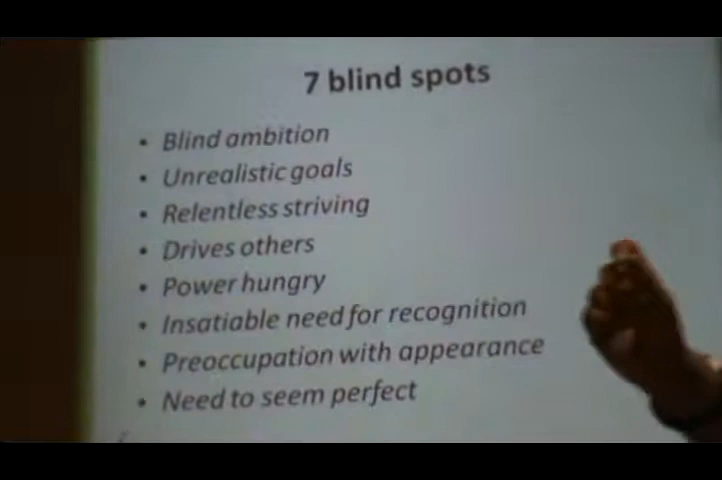 7 blind spots
• Blind ambition
• Unrealistic goals
• Relentless striving
• Drives others
• Power hungry
• Insatiable need for recognition
• Preoccupation with appearance
• Need to seem perfect